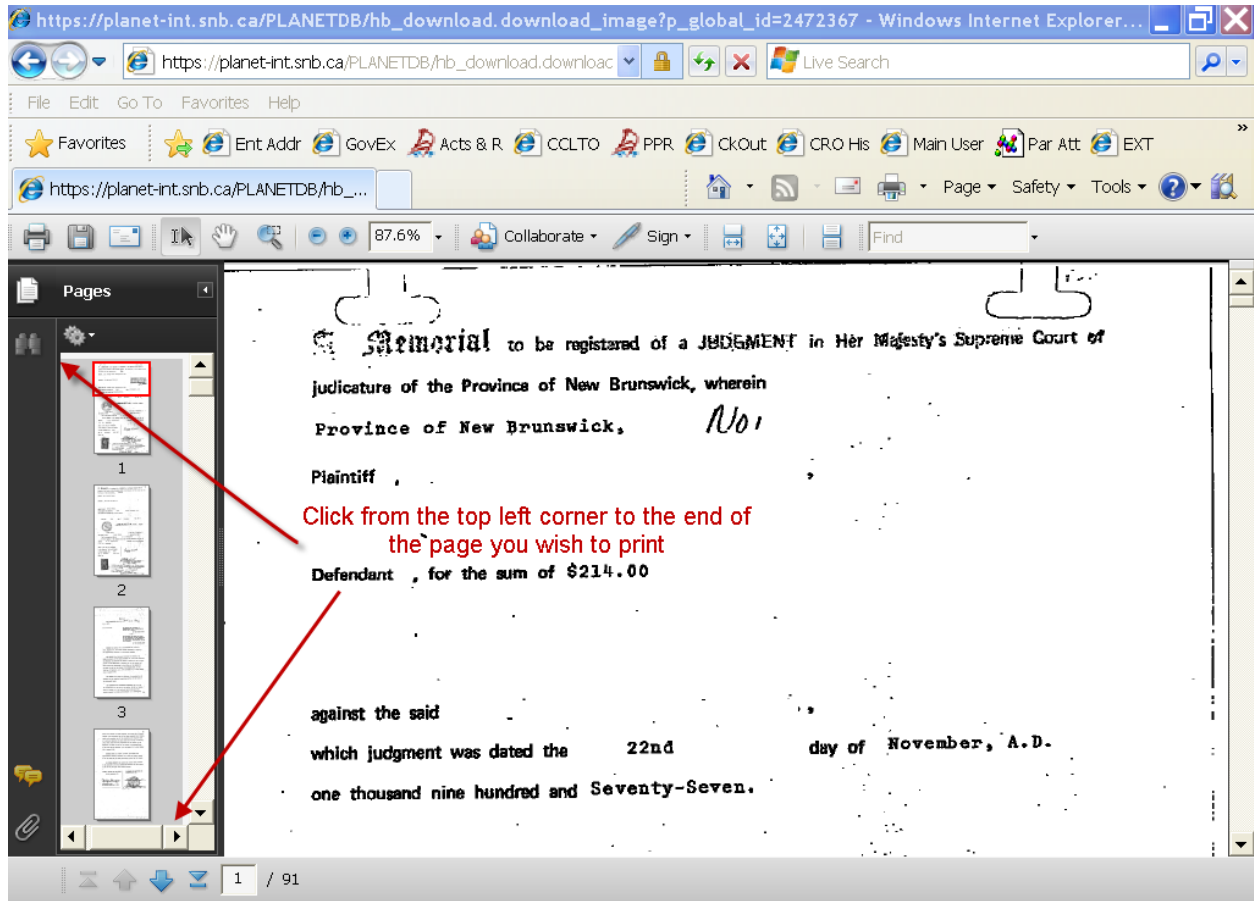 https://planet-int.snb.ca/PLANETDB/hb_download.download_image?p_global_id=2472367 - Windows Internet Explorer...
https://planet-int.snb.ca/PLANETDB/hb_download.downloac
Live Search
File Edit Go To Favorites Help
Favorites Ent Addr GovEx Acts & R CCLTO PPR CkOut CRO His Main User Par Att EXT »
https://planet-int.snb.ca/PLANETDB/hb_... Page Safety Tools
87.6% Collaborate Sign Find
Pages
1
2
3
Memorial to be registered of a JUDGMENT in Her Majesty's Supreme Court of
judicature of the Province of New Brunswick, wherein
Province of New Brunswick,
Plaintiff ,
Click from the top left corner to the end of
the page you wish to print
Defendant , for the sum of $214.00
against the said ,
which judgment was dated the 22nd day of November, A.D.
one thousand nine hundred and Seventy-Seven.
1 / 91